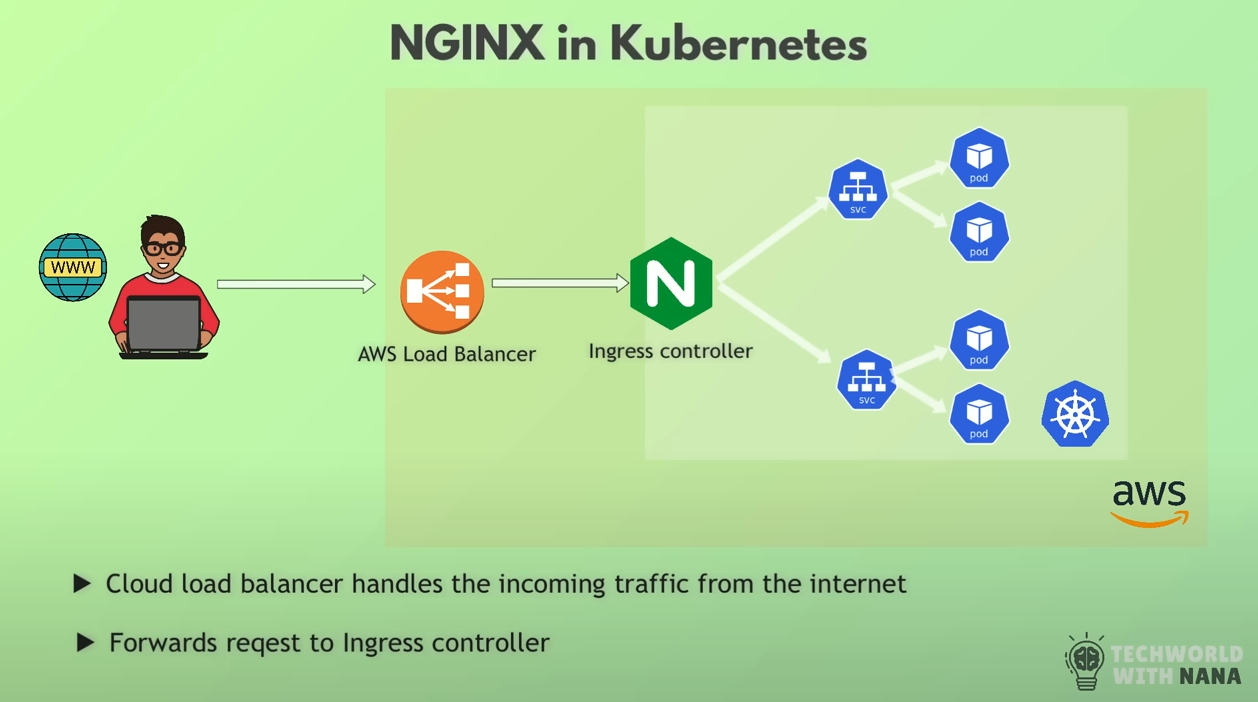 NGINX in Kubernetes
WWW
AWS Load Balancer
Ingress controller
svc
pod
pod
svc
pod
pod
aws
▶ Cloud load balancer handles the incoming traffic from the internet
▶ Forwards reqest to Ingress controller
TECHWORLD
WITH NANA